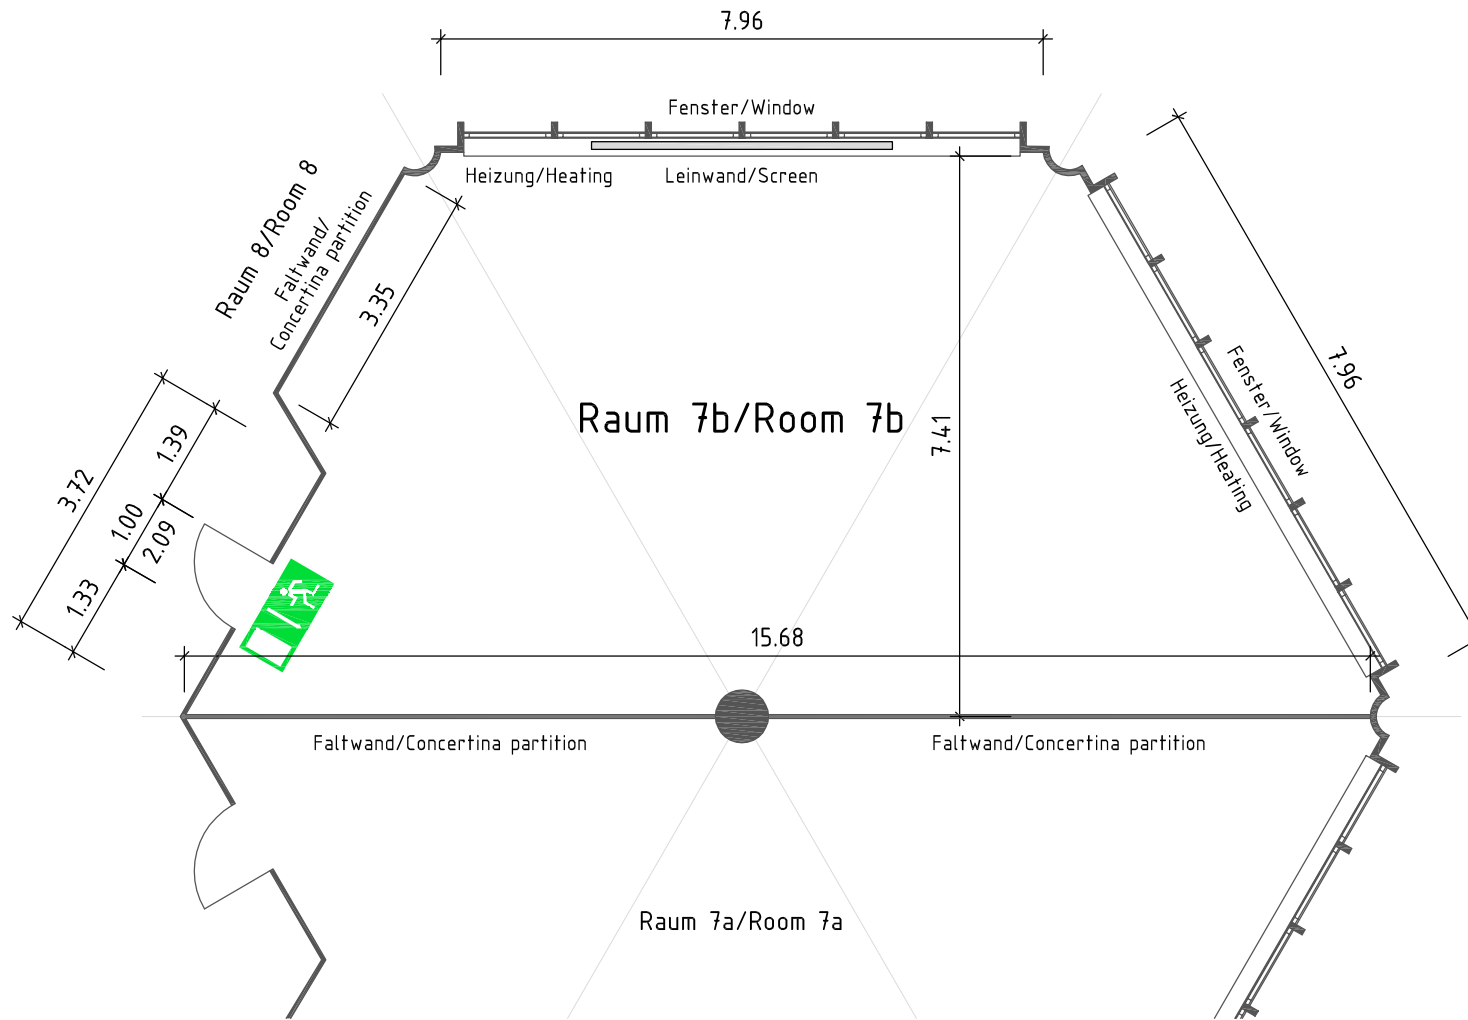 7.96
Fenster/Window
Heizung/Heating
Leinwand/Screen
Raum 8/Room 8
Faltwand/
Concertina partition
3.35
7.96
Fenster/Window
Heizung/Heating
Raum 7b/Room 7b
7.41
1.39
3.72
1.00
2.09
1.33
15.68
Faltwand/Concertina partition
Faltwand/Concertina partition
Raum 7a/Room 7a